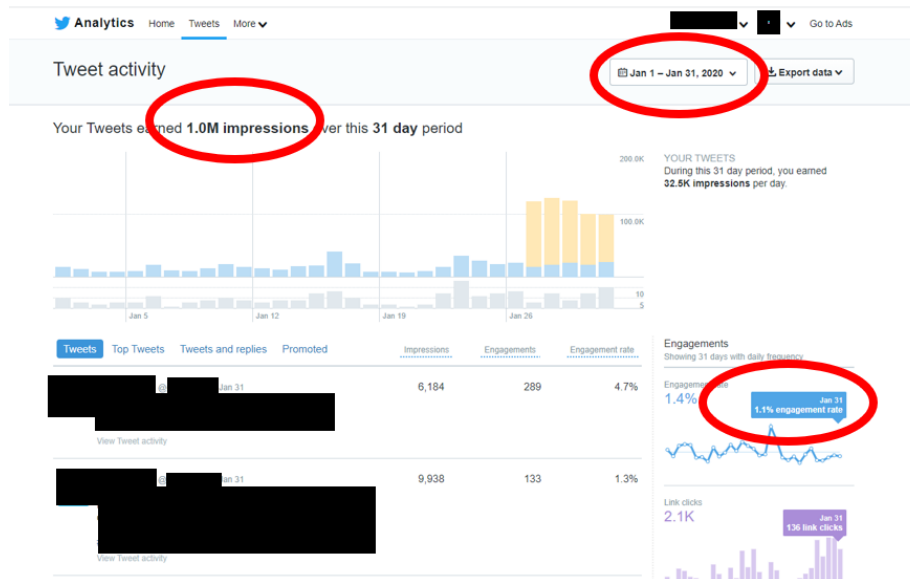 Analytics Home Tweets More Go to Ads
Tweet activity
Jan 1 – Jan 31, 2020 Export data
Your Tweets earned 1.0M impressions over this 31 day period
200.0K
100.0K
YOUR TWEETS
During this 31 day period, you earned
32.5K impressions per day.
10
5
Jan 5 Jan 12 Jan 19 Jan 26
Tweets Top Tweets Tweets and replies Promoted Impressions Engagements Engagement rate
@ Jan 31 6,184 289 4.7%
View Tweet activity
@ Jan 31 9,938 133 1.3%
View Tweet activity
Engagements
Showing 31 days with daily frequency
Engagement rate
1.4%
Jan 31
1.1% engagement rate
Link clicks
2.1K
Jan 31
136 link clicks